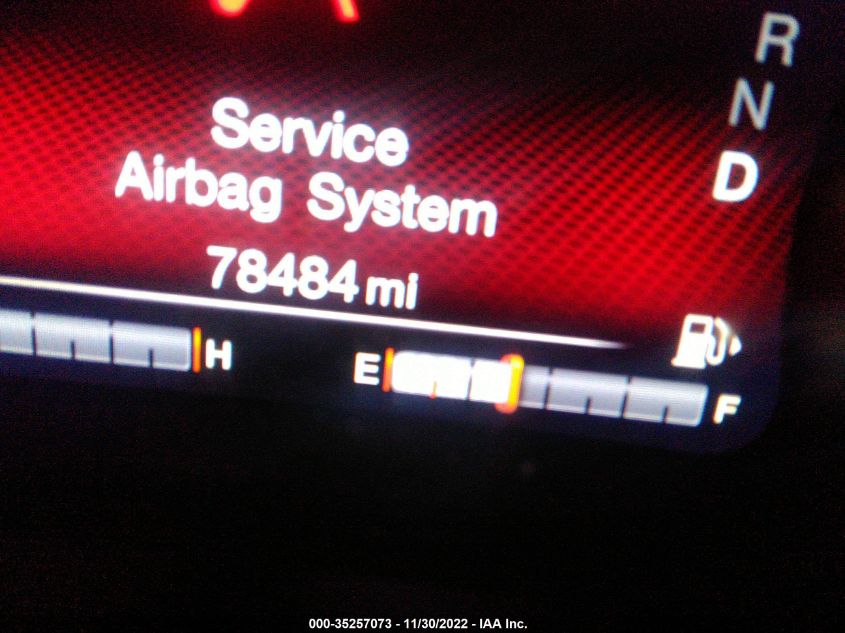 R
N
D
Service
Airbag System
78484 mi
H
E
F
000-35257073 - 11/30/2022 - IAA Inc.